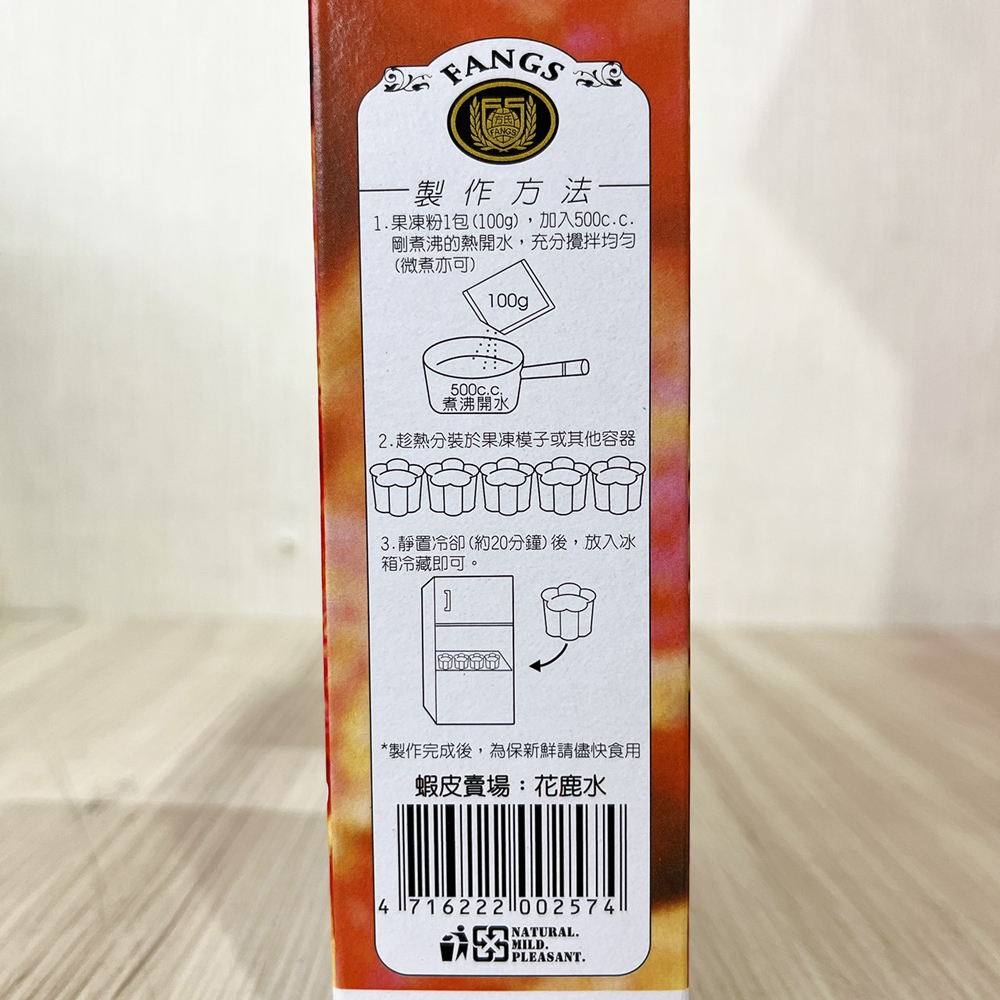 FANGS
方氏
FANGS
製作方法
1.果凍粉1包(100g)，加入500c.c.
剛煮沸的熱開水，充分攪拌均勻
(微煮亦可)
100g
500c.c.
煮沸開水
2.趁熱分裝於果凍模子或其他容器
3.靜置冷卻(約20分鐘)後，放入冰
箱冷藏即可。
*製作完成後，為保新鮮請儘快食用
蝦皮賣場：花鹿水
4 716222 002574
NATURAL.
MILD.
PLEASANT.